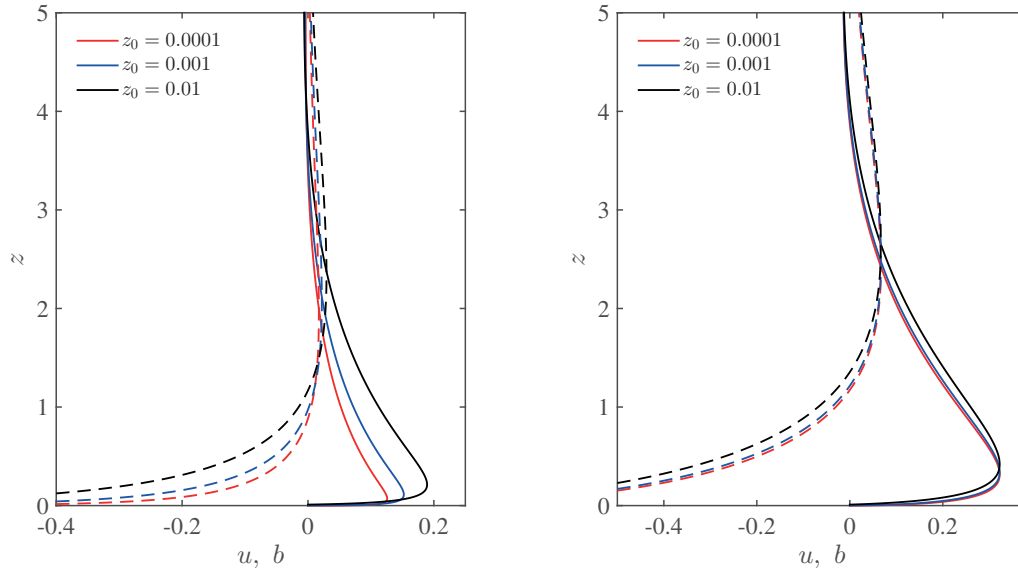 5
4
3
2
1
0
z
-0.4
-0.2
0
0.2
u, b
z₀ = 0.0001
z₀ = 0.001
z₀ = 0.01
5
4
3
2
1
0
z
-0.4
-0.2
0
0.2
u, b
z₀ = 0.0001
z₀ = 0.001
z₀ = 0.01